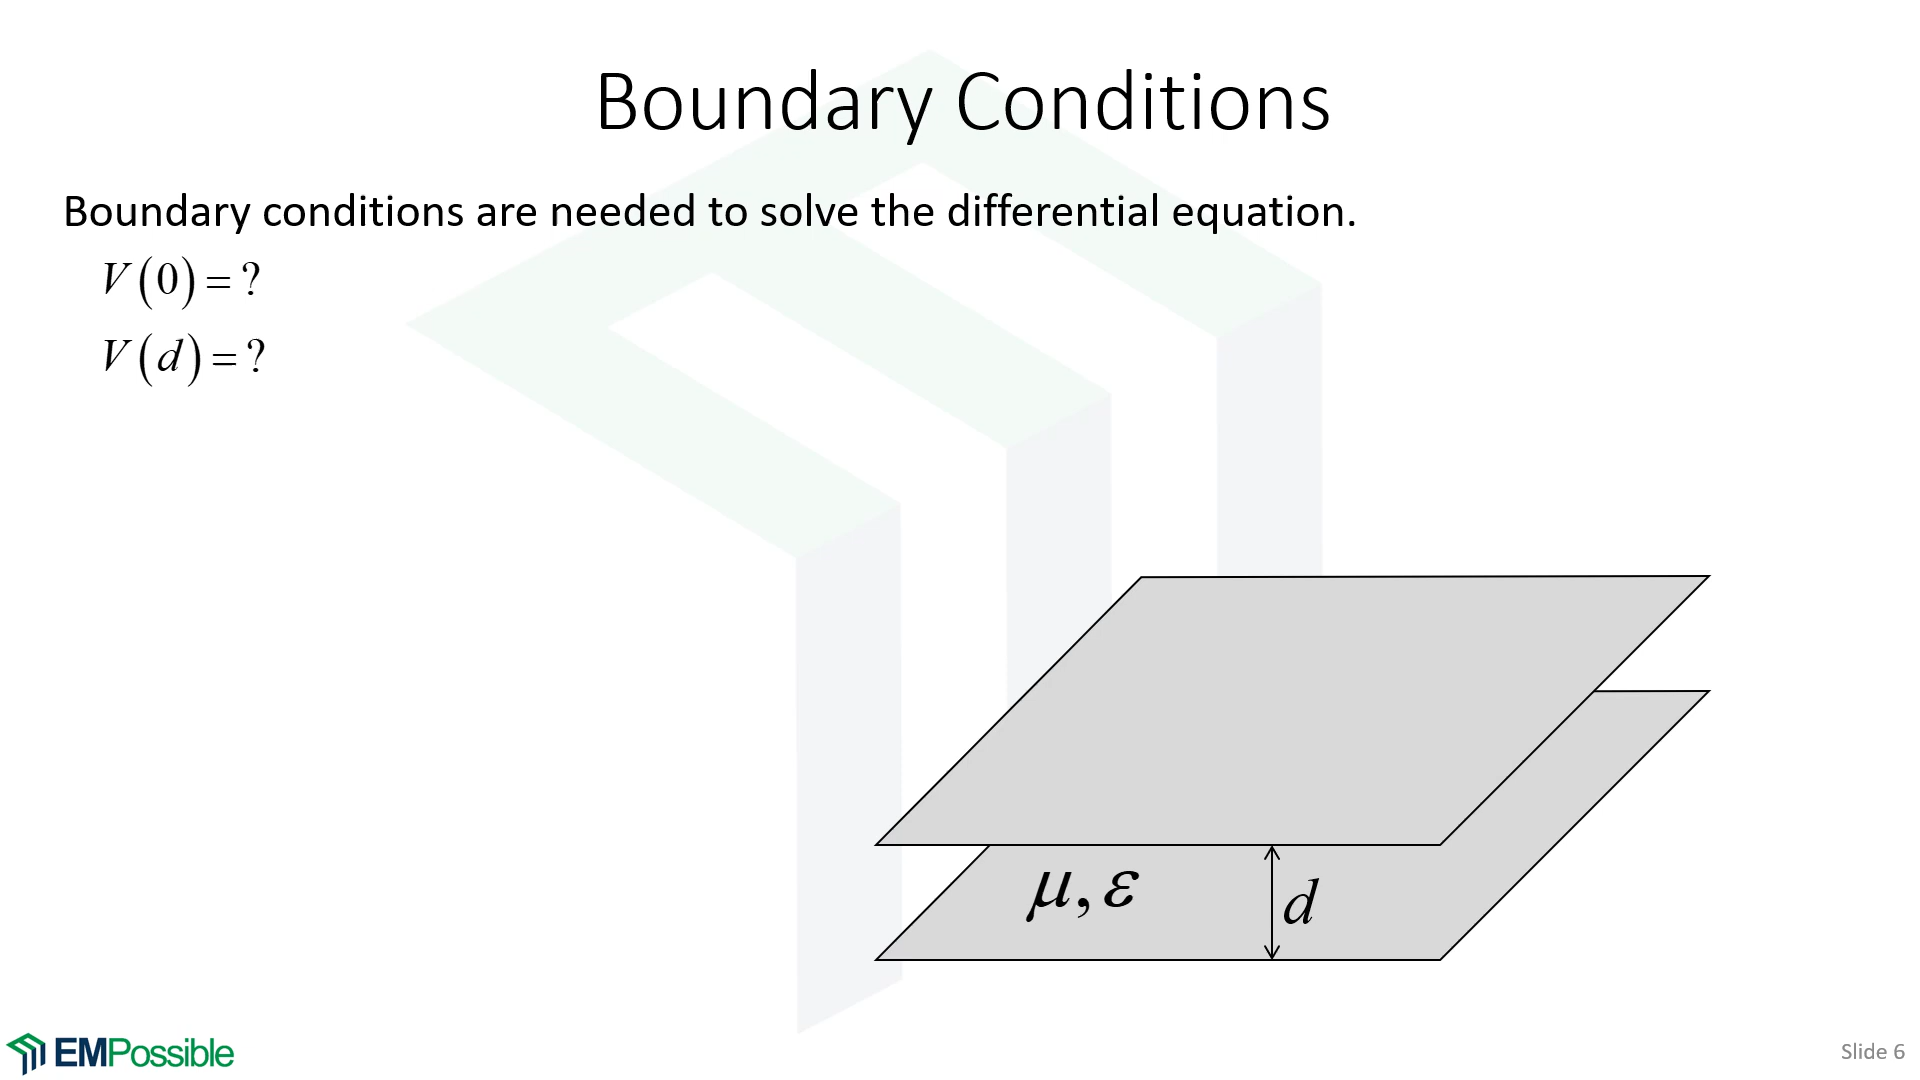 Boundary Conditions
Boundary conditions are needed to solve the differential equation.
V(0) = ?
V(d) = ?
μ, ε
d
EMPossible
Slide 6